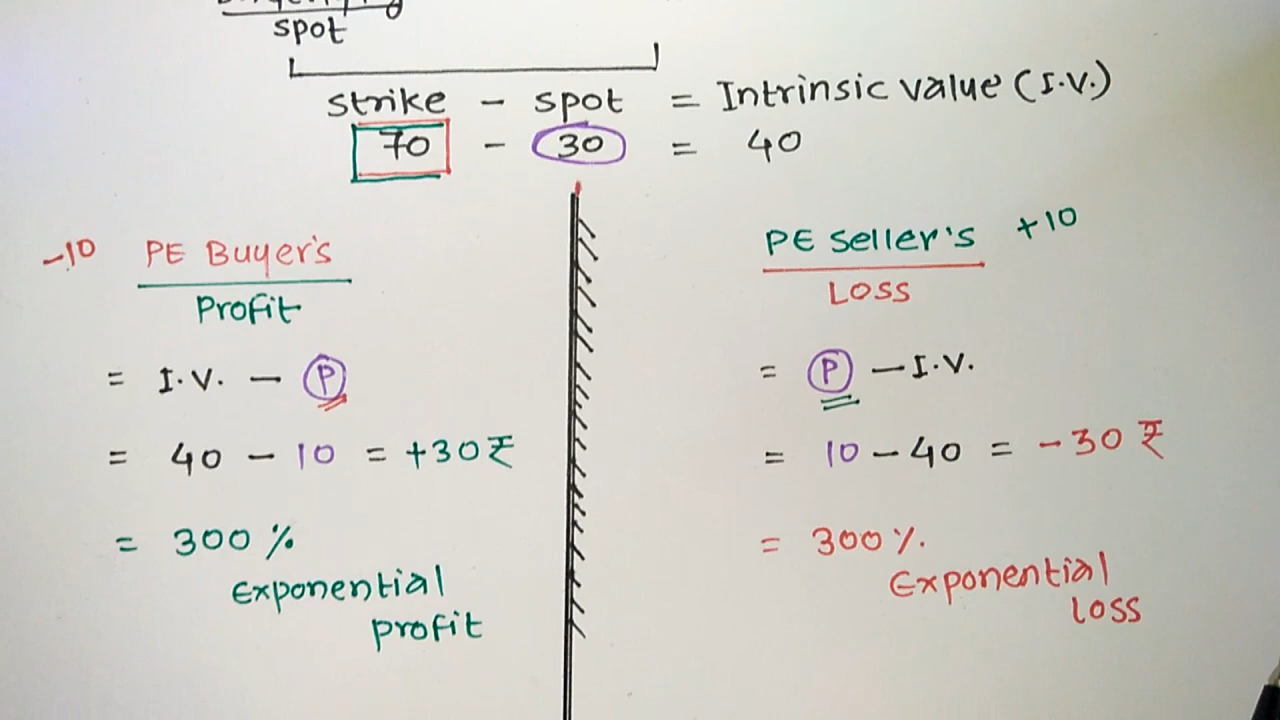 spot
strike - spot = Intrinsic value (I.V.)
70 - 30 = 40
-10 PE Buyer's
Profit
= I.V. - P
= 40 - 10 = +30₹
= 300 %
Exponential
profit
PE seller's +10
Loss
= P - I.V.
= 10 - 40 = -30 ₹
= 300 %.
Exponential
loss